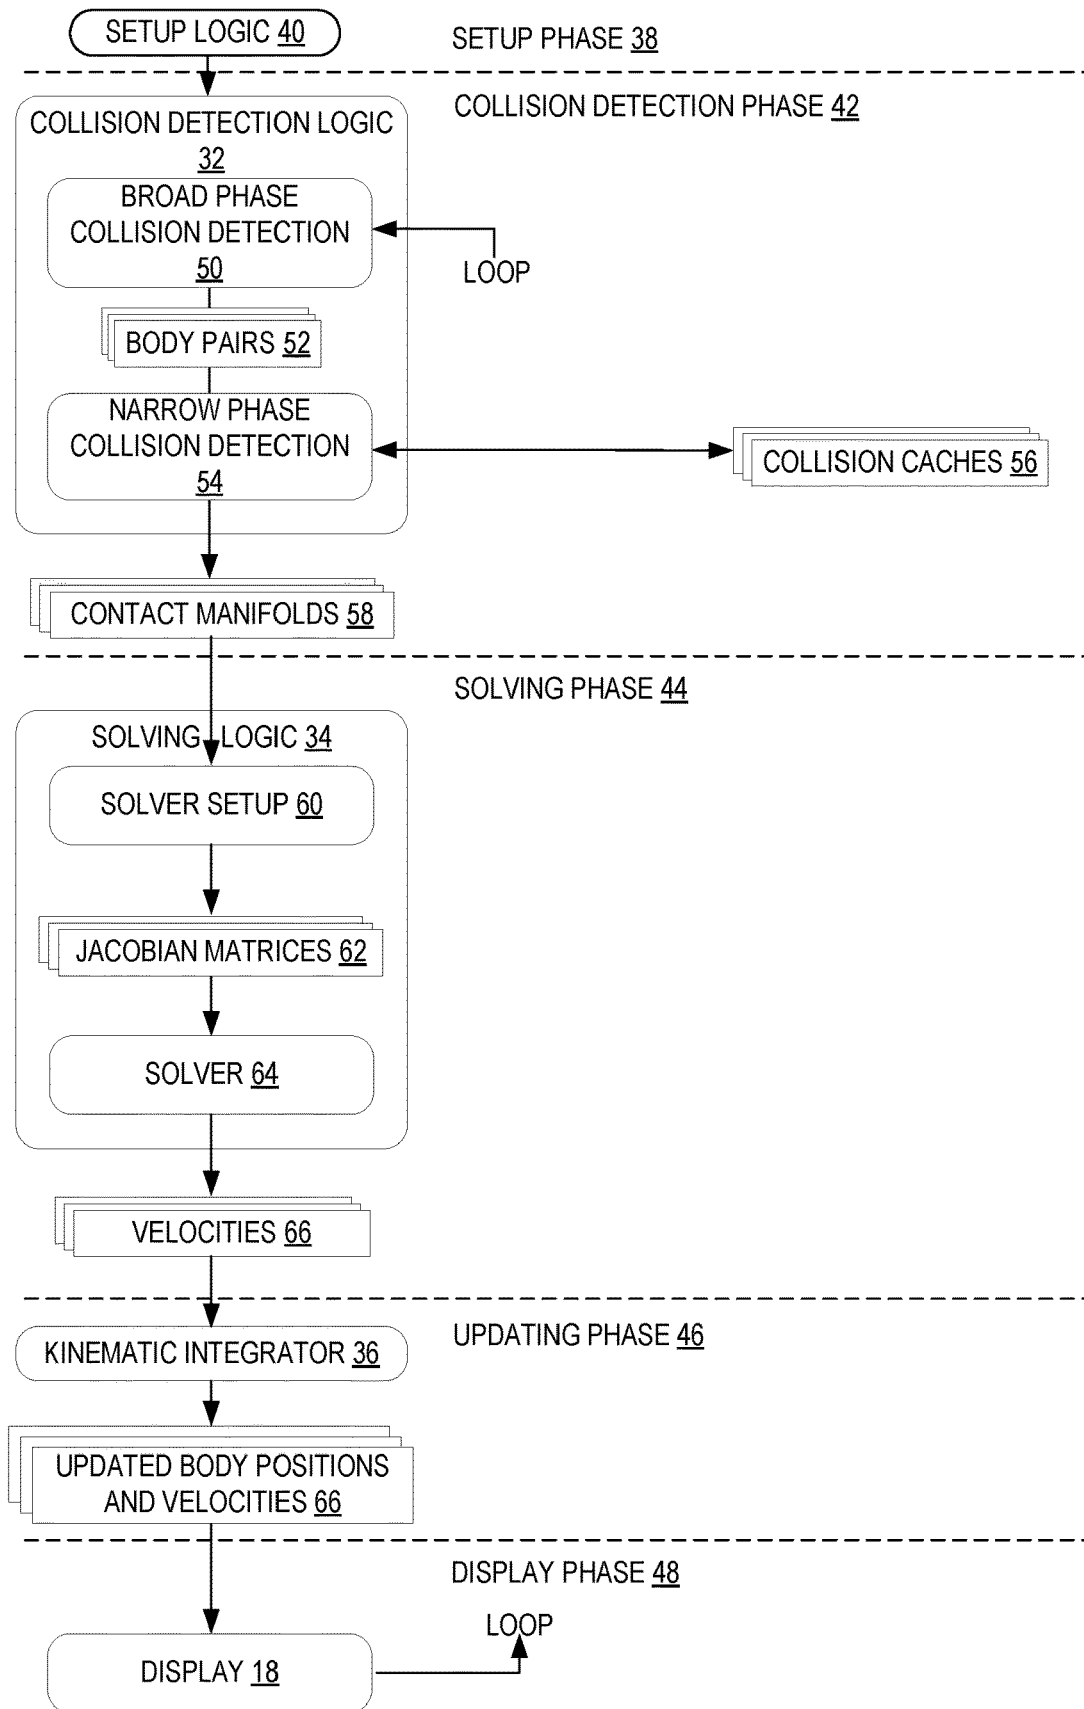 SETUP LOGIC 40
SETUP PHASE 38
COLLISION DETECTION PHASE 42
COLLISION DETECTION LOGIC
32
BROAD PHASE
COLLISION DETECTION
50
LOOP
BODY PAIRS 52
NARROW PHASE
COLLISION DETECTION
54
COLLISION CACHES 56
CONTACT MANIFOLDS 58
SOLVING PHASE 44
SOLVING LOGIC 34
SOLVER SETUP 60
JACOBIAN MATRICES 62
SOLVER 64
VELOCITIES 66
UPDATING PHASE 46
KINEMATIC INTEGRATOR 36
UPDATED BODY POSITIONS
AND VELOCITIES 66
DISPLAY PHASE 48
LOOP
DISPLAY 18